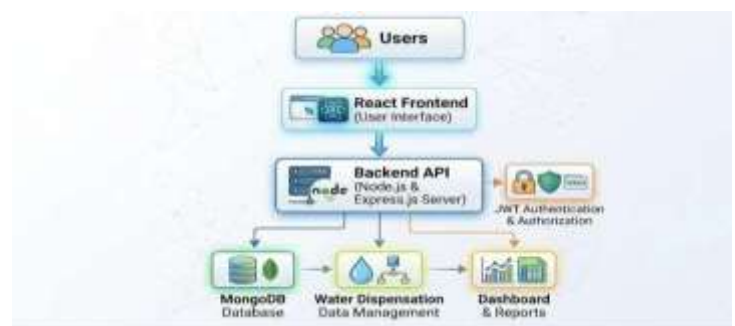 Users
React Frontend
(User Interface)
Backend API
node
(Node.js &
Express.js Server)
JWT Authentication
& Authorization
MongoDB
Database
Water Dispensation
Data Management
Dashboard
& Reports